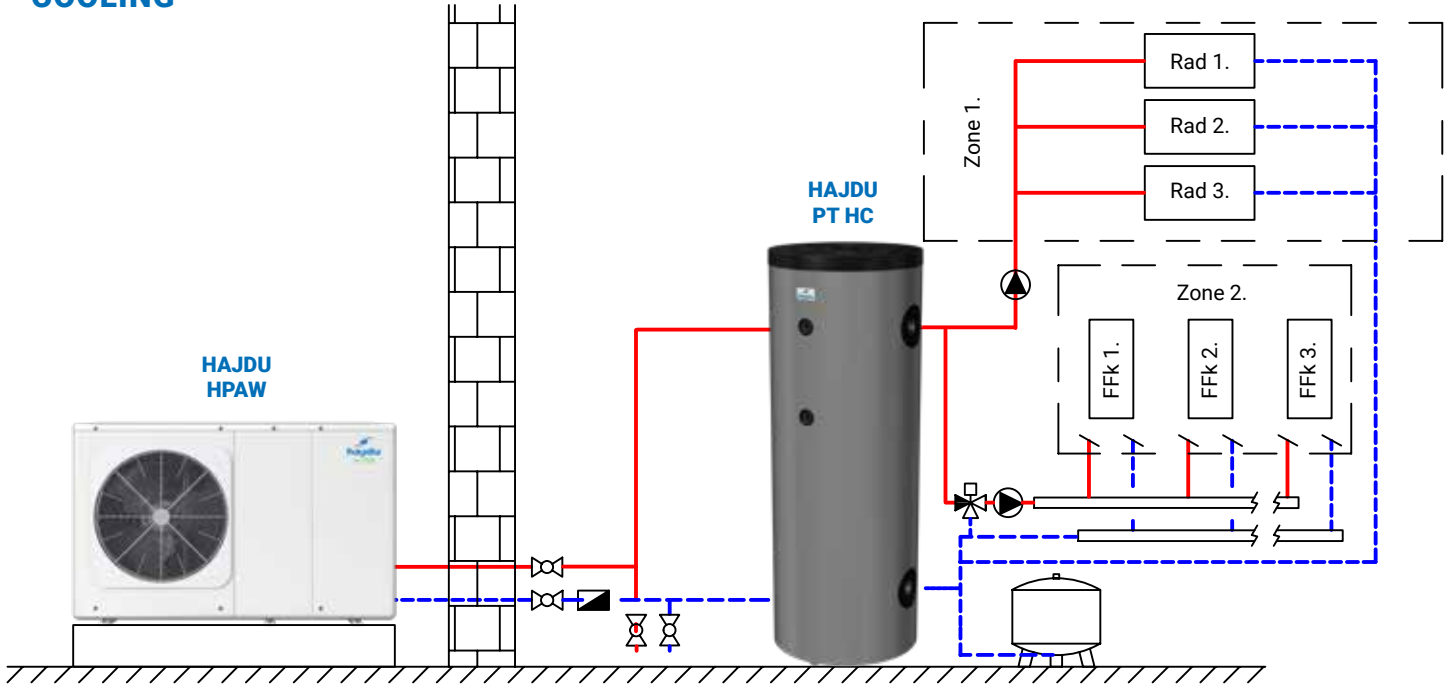 COOLING
Rad 1.
Rad 2.
Rad 3.
Zone 1.
HAJDU
PT HC
Zone 2.
FFk 1.
FFk 2.
FFk 3.
HAJDU
HPAW
hajdu